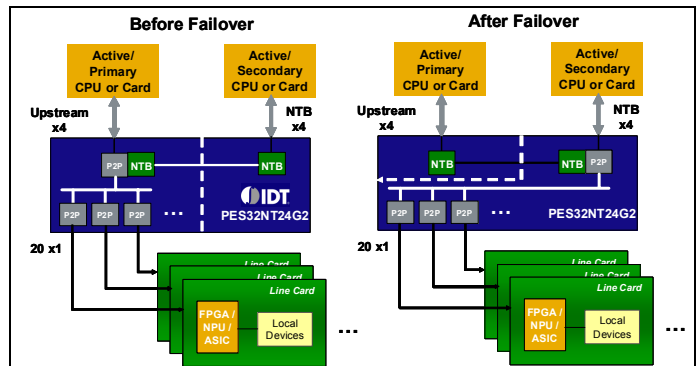 Before Failover
Active/
Primary
CPU or Card
Active/
Secondary
CPU or Card
Upstream
x4
NTB
x4
P2P
NTB
NTB
IDT
PES32NT24G2
P2P
P2P
P2P
...
20 x1
Line Card
Line Card
Line Card
FPGA /
NPU /
ASIC
Local
Devices
...
After Failover
Active/
Primary
CPU or Card
Active/
Secondary
CPU or Card
Upstream
x4
NTB
x4
NTB
NTB
P2P
P2P
P2P
P2P
...
PES32NT24G2
20 x1
Line Card
Line Card
Line Card
FPGA /
NPU /
ASIC
Local
Devices
...